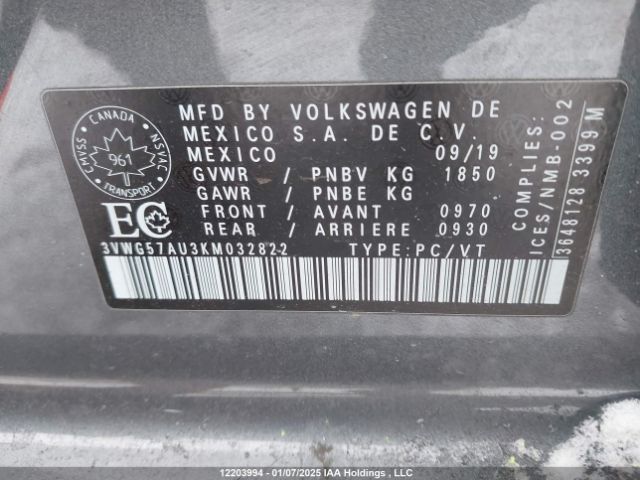 CANADA
CMVSS NSVAC
961
TRANSPORT
MFD BY VOLKSWAGEN DE
MEXICO S.A. DE C.V.
MEXICO 09/19
GVWR / PNBV KG 1850
GAWR / PNBE KG
FRONT / AVANT 0970
REAR / ARRIERE 0930
EC
3VWG57AU3KM032822 TYPE:PC/VT
COMPLIES:
ICES/NMB-002
3648128 3399 M
12203994 - 01/07/2025 IAA Holdings , LLC